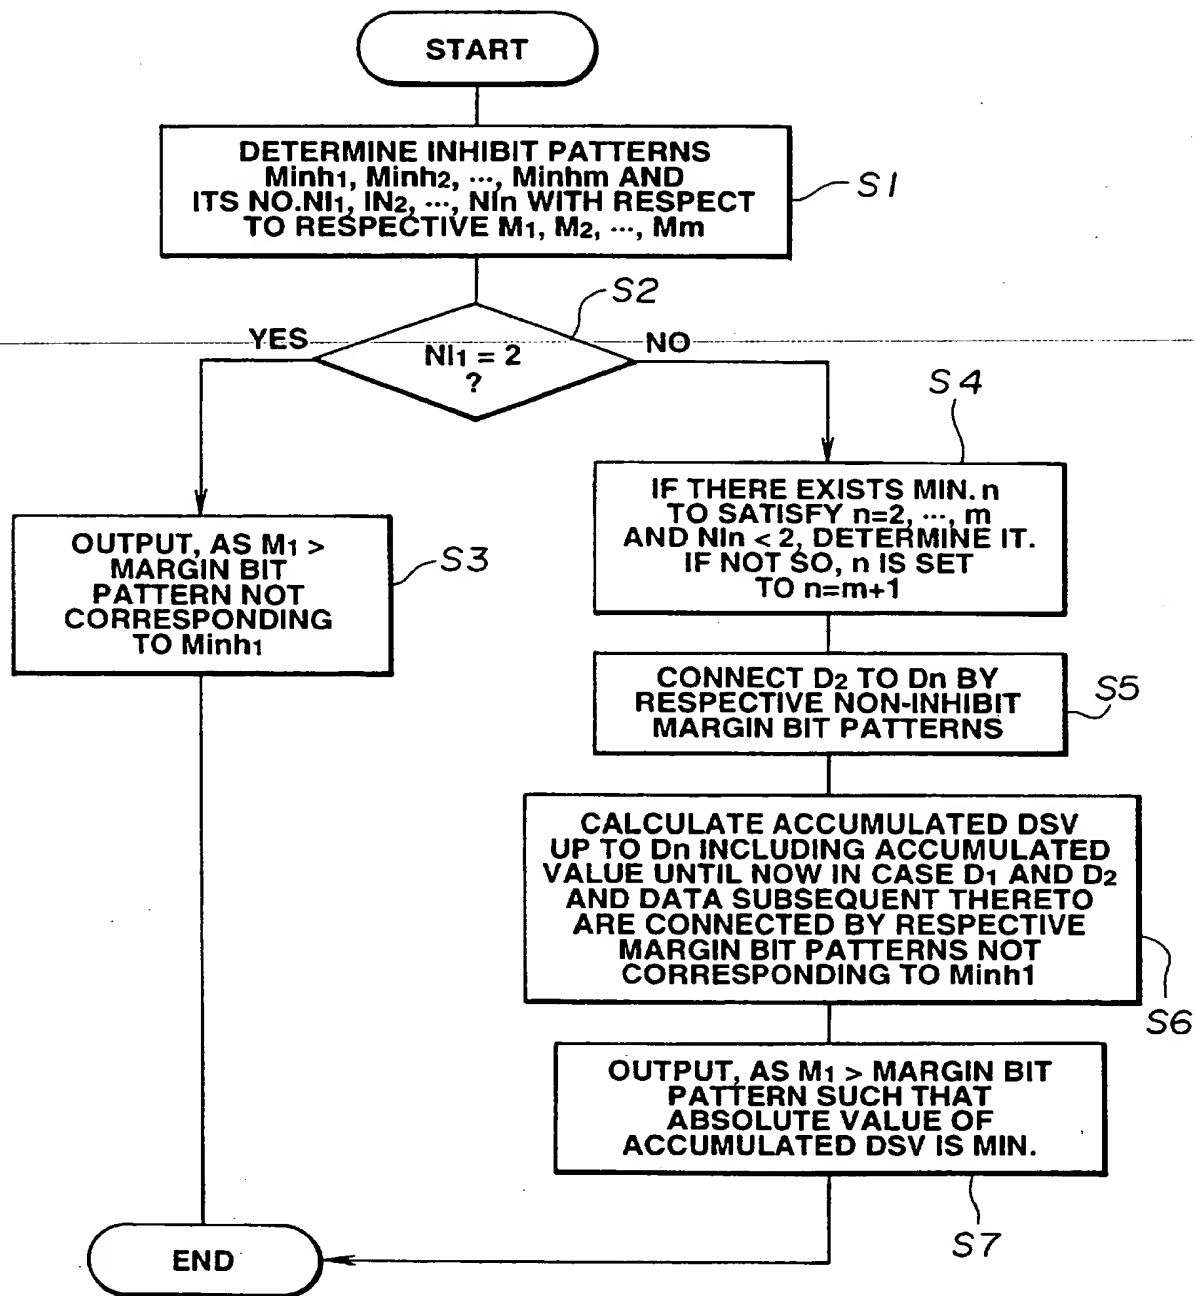 START
DETERMINE INHIBIT PATTERNS
Minh1, Minh2, ···, Minhm AND
ITS NO.NI1, IN2, ···, NIn WITH RESPECT
TO RESPECTIVE M1, M2, ···, Mm
S1
S2
YES
NI1 = 2
?
NO
S4
IF THERE EXISTS MIN. n
TO SATISFY n=2, ···, m
AND NIn < 2, DETERMINE IT.
IF NOT SO, n IS SET
TO n=m+1
OUTPUT, AS M1 >
MARGIN BIT
PATTERN NOT
CORRESPONDING
TO Minh1
S3
CONNECT D2 TO Dn BY
RESPECTIVE NON-INHIBIT
MARGIN BIT PATTERNS
S5
CALCULATE ACCUMULATED DSV
UP TO Dn INCLUDING ACCUMULATED
VALUE UNTIL NOW IN CASE D1 AND D2
AND DATA SUBSEQUENT THERETO
ARE CONNECTED BY RESPECTIVE
MARGIN BIT PATTERNS NOT
CORRESPONDING TO Minh1
S6
OUTPUT, AS M1 > MARGIN BIT
PATTERN SUCH THAT
ABSOLUTE VALUE OF
ACCUMULATED DSV IS MIN.
S7
END